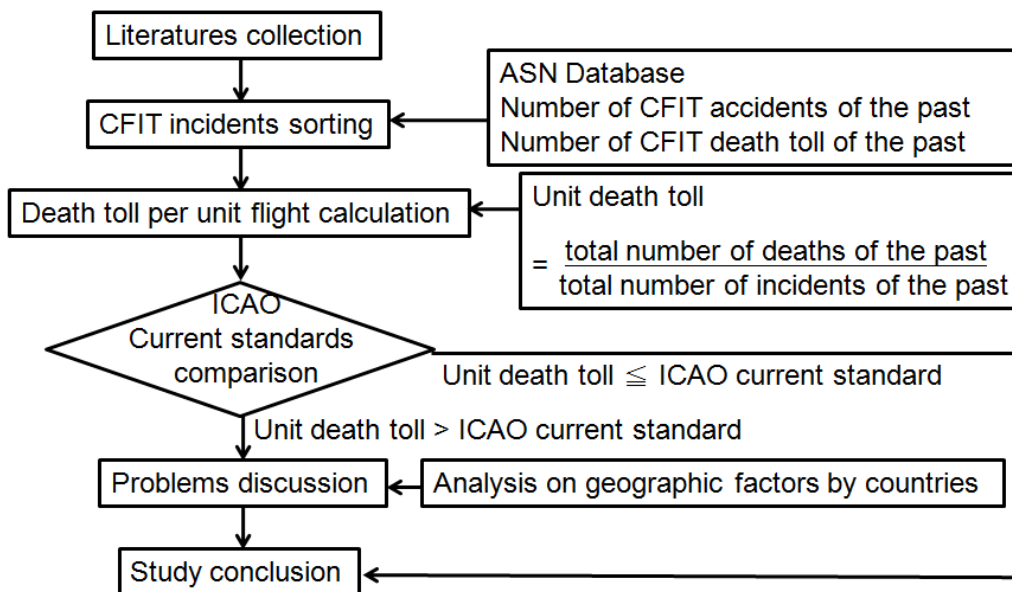 Literatures collection
ASN Database
Number of CFIT accidents of the past
Number of CFIT death toll of the past
CFIT incidents sorting
Unit death toll
= total number of deaths of the past
total number of incidents of the past
Death toll per unit flight calculation
ICAO
Current standards
comparison
Unit death toll ≦ ICAO current standard
Unit death toll > ICAO current standard
Problems discussion
Analysis on geographic factors by countries
Study conclusion